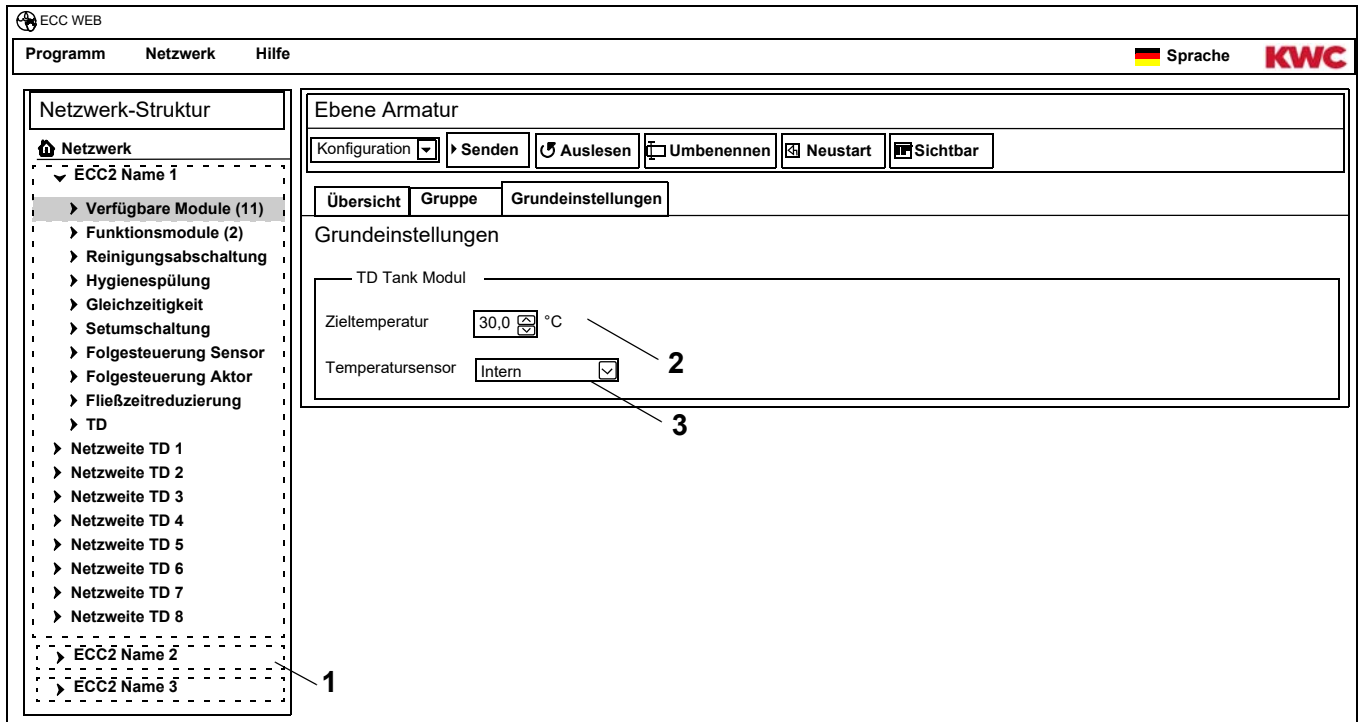 ECC WEB
Programm Netzwerk Hilfe Sprache KWC
Netzwerk-Struktur
Netzwerk
ECC2 Name 1
Verfügbare Module (11)
Funktionsmodule (2)
Reinigungsabschaltung
Hygienespülung
Gleichzeitigkeit
Setumschaltung
Folgesteuerung Sensor
Folgesteuerung Aktor
Fließzeitreduzierung
TD
Netzweite TD 1
Netzweite TD 2
Netzweite TD 3
Netzweite TD 4
Netzweite TD 5
Netzweite TD 6
Netzweite TD 7
Netzweite TD 8
ECC2 Name 2
ECC2 Name 3
1
Ebene Armatur
Konfiguration Senden Auslesen Umbenennen Neustart Sichtbar
Übersicht Gruppe Grundeinstellungen
Grundeinstellungen
TD Tank Modul
Zieltemperatur 30,0 °C
2
Temperatursensor Intern
3